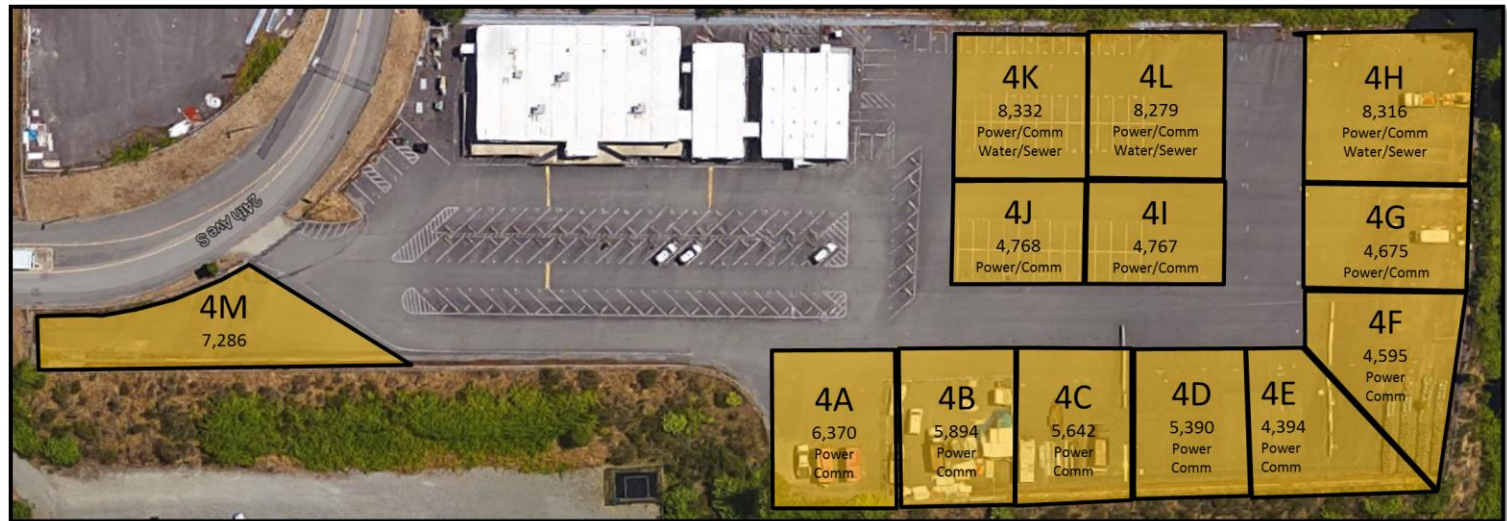 4K
8,332
Power/Comm
Water/Sewer
4L
8,279
Power/Comm
Water/Sewer
4H
8,316
Power/Comm
Water/Sewer
4J
4,768
Power/Comm
4I
4,767
Power/Comm
4G
4,675
Power/Comm
24th Ave S
4M
7,286
4F
4,595
Power
Comm
4A
6,370
Power
Comm
4B
5,894
Power
Comm
4C
5,642
Power
Comm
4D
5,390
Power
Comm
4E
4,394
Power
Comm